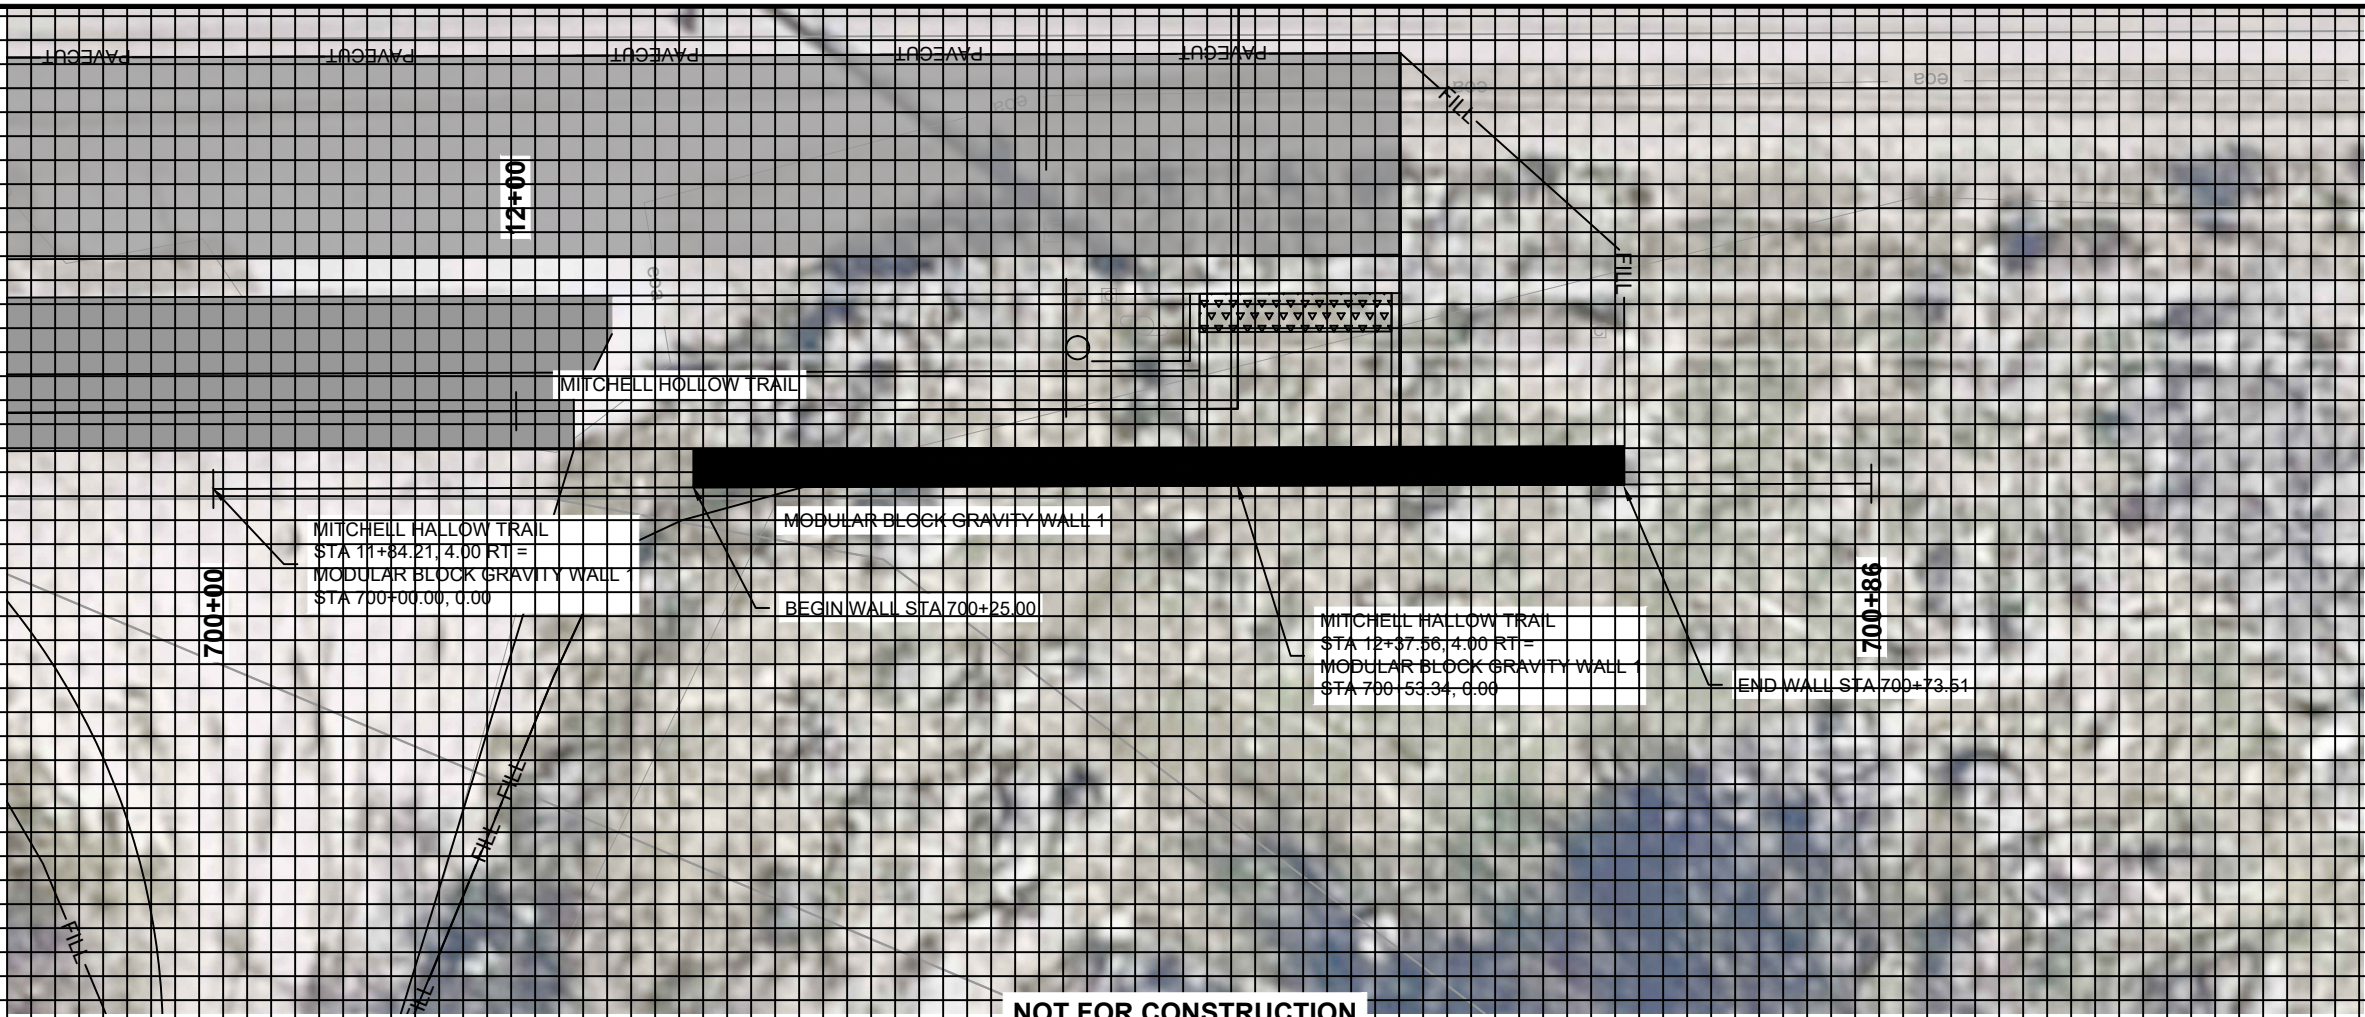 PAVECUT PAVECUT PAVECUT PAVECUT PAVECUT
eoa
eoa
eoa
FILL
12+00
FILL
eoa
MITCHELL HOLLOW TRAIL
MITCHELL HALLOW TRAIL
STA 11+84.21, 4.00 RT =
MODULAR BLOCK GRAVITY WALL 1
STA 700+00.00, 0.00
MODULAR BLOCK GRAVITY WALL 1
700+00
BEGIN WALL STA 700+25.00
MITCHELL HALLOW TRAIL
STA 12+37.56, 4.00 RT =
MODULAR BLOCK GRAVITY WALL 1
STA 700+53.34, 0.00
700+86
END WALL STA 700+73.51
FILL
FILL
FILL
FILL
NOT FOR CONSTRUCTION